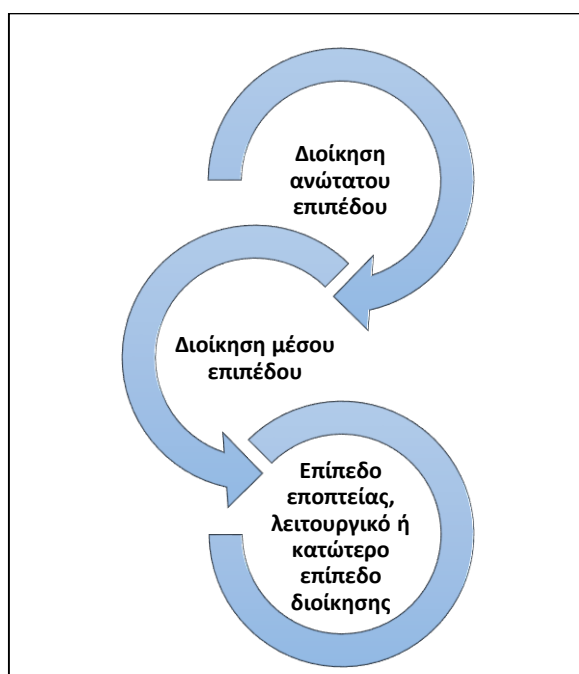 Διοίκηση
ανώτατου
επιπέδου
Διοίκηση μέσου
επιπέδου
Επίπεδο
εποπτείας,
λειτουργικό ή
κατώτερο
επίπεδο
διοίκησης